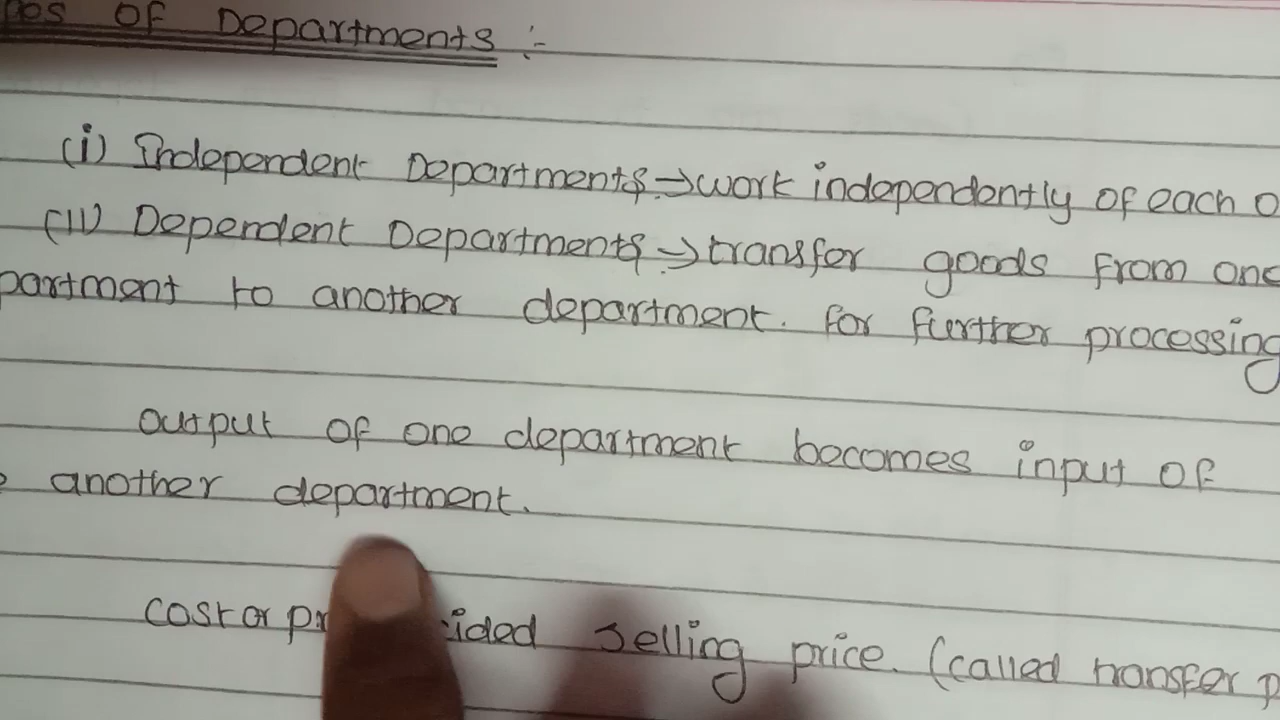 OF Departments :-
(i) Independent Departments → work independently of each
(ii) Dependent Departments → transfer goods from one
partment to another department. for further processing
output of one department becomes input of
another department.
cost or selling price. (called transfer